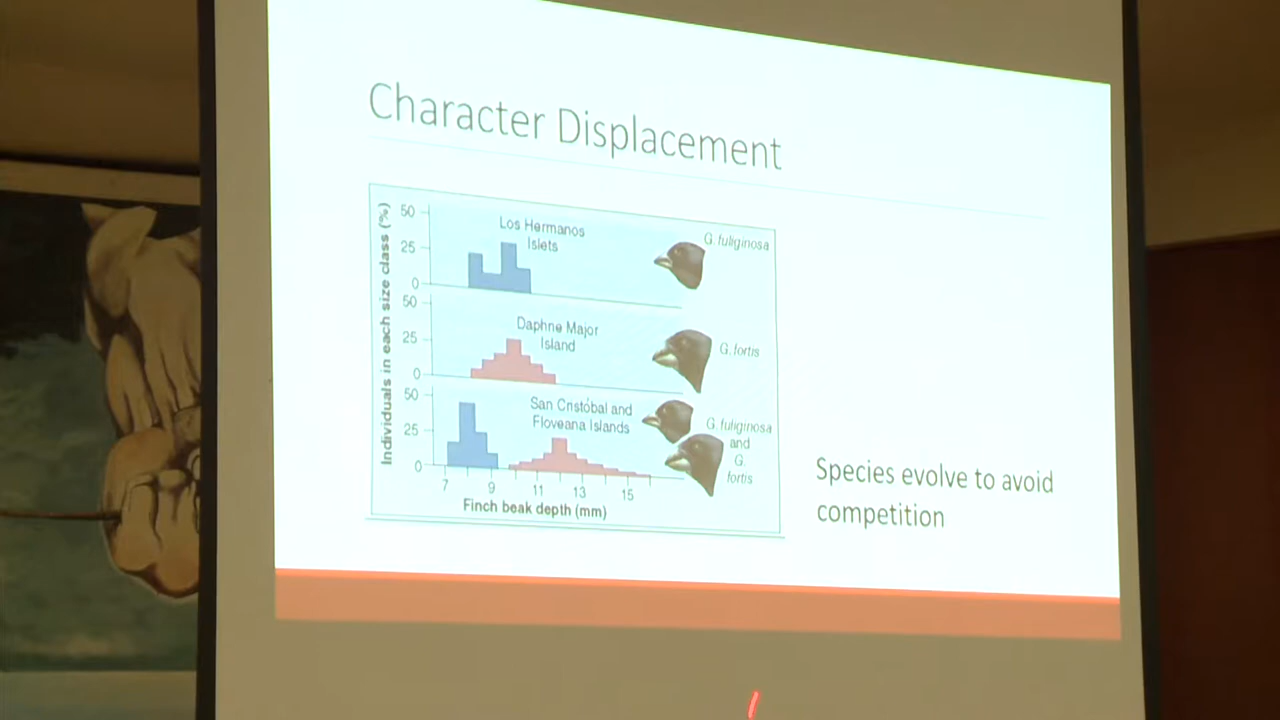 Character Displacement
Individuals in each size class (%)
50
25
0
Los Hermanos
Islets
G. fuliginosa
50
25
0
Daphne Major
Island
G. fortis
50
25
0
San Cristóbal and
Floveana Islands
G. fuliginosa
and
G.
fortis
7 9 11 13 15
Finch beak depth (mm)
Species evolve to avoid
competition